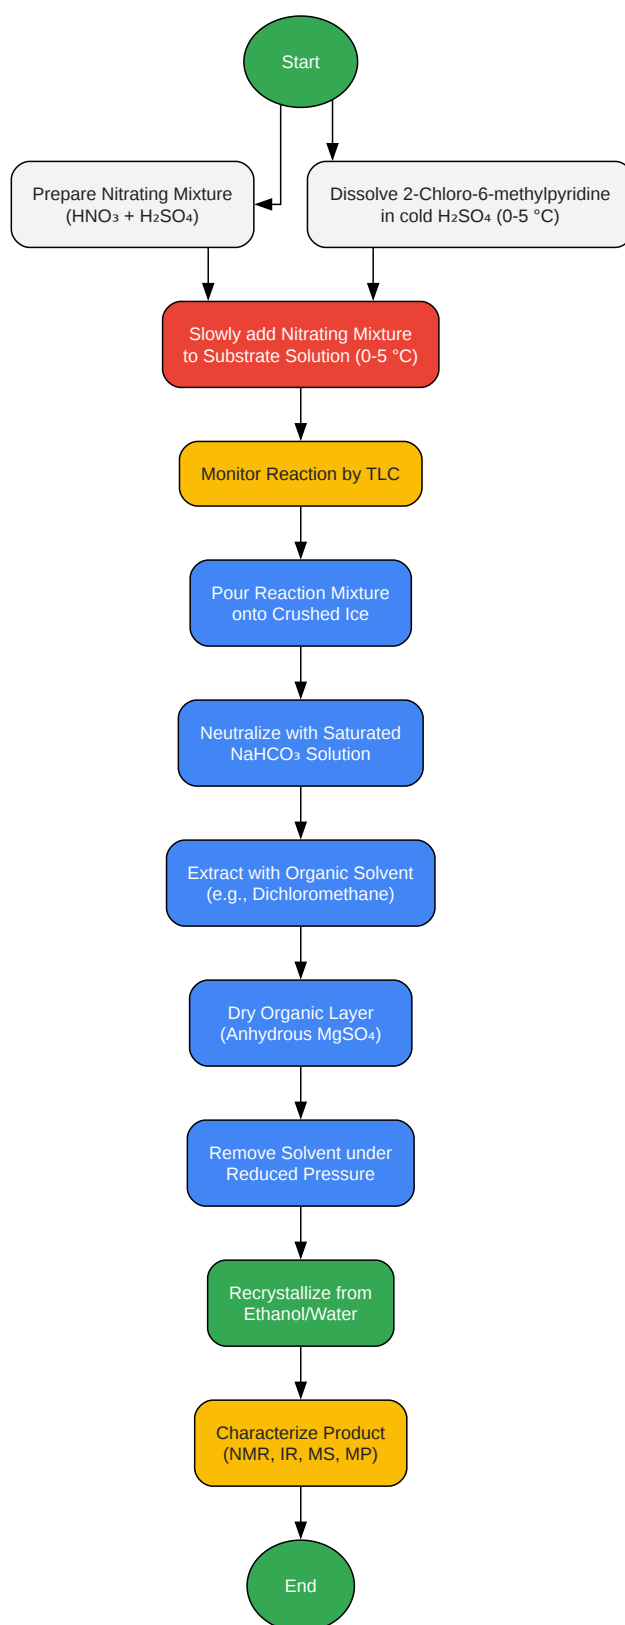 Start
Prepare Nitrating Mixture
(HNO₃ + H₂SO₄)
Dissolve 2-Chloro-6-methylpyridine
in cold H₂SO₄ (0-5 °C)
Slowly add Nitrating Mixture
to Substrate Solution (0-5 °C)
Monitor Reaction by TLC
Pour Reaction Mixture
onto Crushed Ice
Neutralize with Saturated
NaHCO₃ Solution
Extract with Organic Solvent
(e.g., Dichloromethane)
Dry Organic Layer
(Anhydrous MgSO₄)
Remove Solvent under
Reduced Pressure
Recrystallize from
Ethanol/Water
Characterize Product
(NMR, IR, MS, MP)
End